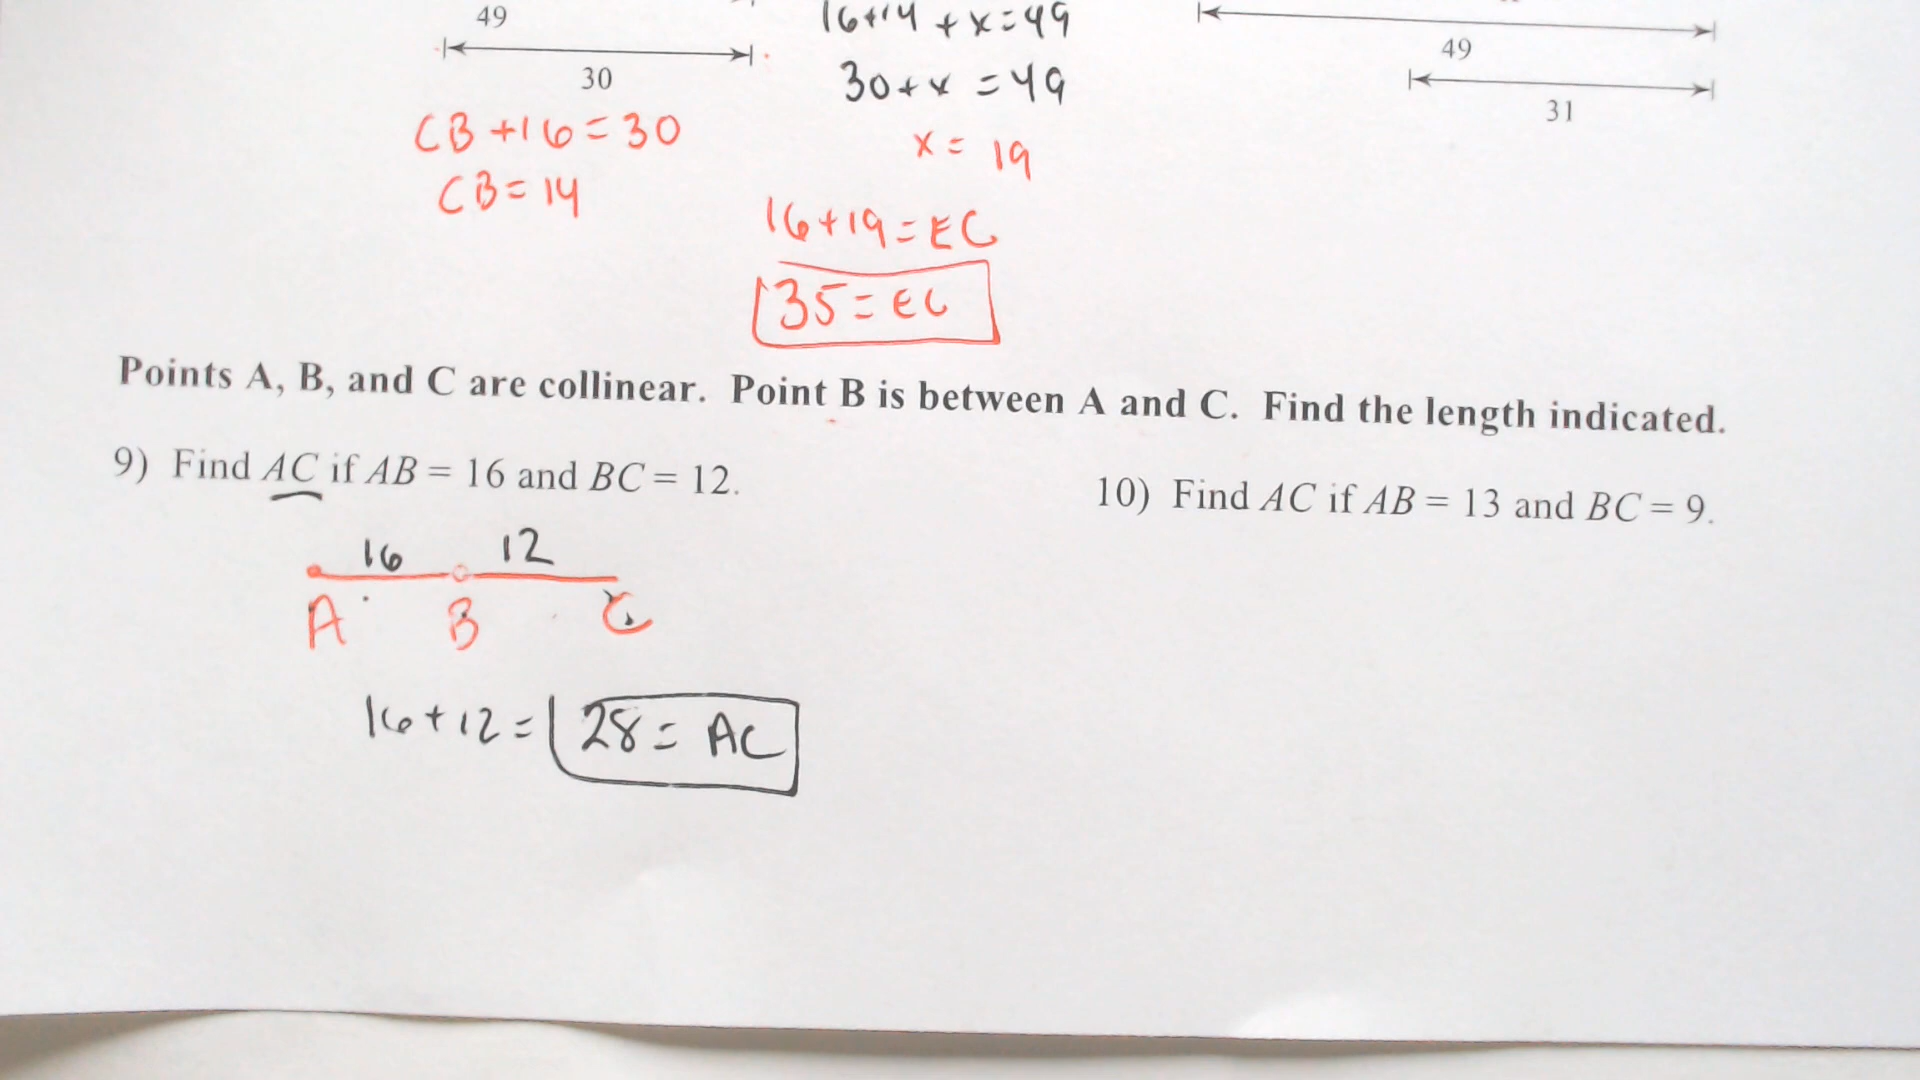 49
30
CB+16=30
CB=14
16+14+x=49
30+x=49
x=19
16+19=EC
35=EC
49
31
Points A, B, and C are collinear. Point B is between A and C. Find the length indicated.
9) Find AC if AB = 16 and BC = 12.
16 12
A B C
16+12= 28=AC
10) Find AC if AB = 13 and BC = 9.